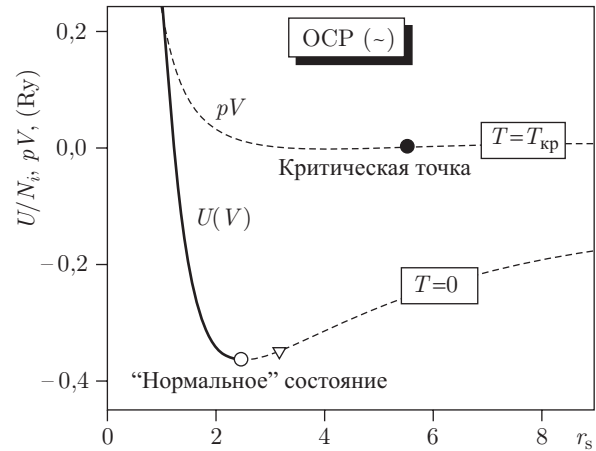 OCP (~)
U/Nᵢ, pV, (Ry)
0,2
0,0
−0,2
−0,4
pV
T=Tкр
Критическая точка
U(V)
T=0
“Нормальное” состояние
0
2
4
6
8
rₛ